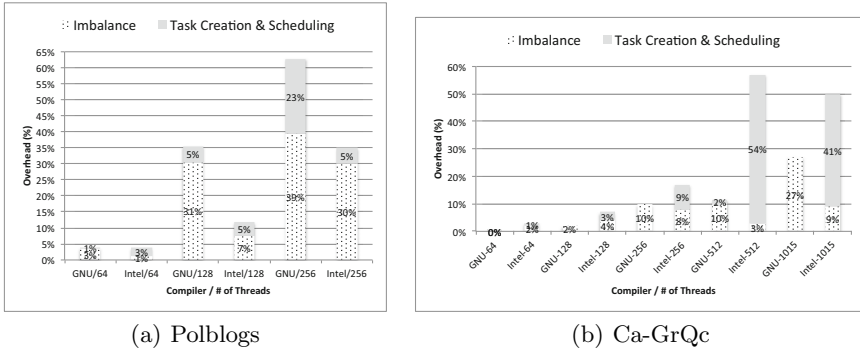 Imbalance
Task Creation & Scheduling
65%
60%
55%
50%
45%
40%
35%
30%
25%
20%
15%
10%
5%
0%
Overhead (%)
1%
3%
3%
1%
5%
31%
5%
7%
23%
39%
5%
30%
GNU/64
Intel/64
GNU/128
Intel/128
GNU/256
Intel/256
Compiler / # of Threads
(a) Polblogs
Imbalance
Task Creation & Scheduling
60%
50%
40%
30%
20%
10%
0%
Overhead (%)
0%
1%
2%
2%
3%
4%
10%
9%
8%
2%
10%
54%
3%
27%
41%
9%
GNU-64
Intel-64
GNU-128
Intel-128
GNU-256
Intel-256
GNU-512
Intel-512
GNU-1015
Intel-1015
Compiler / # of Threads
(b) Ca-GrQc